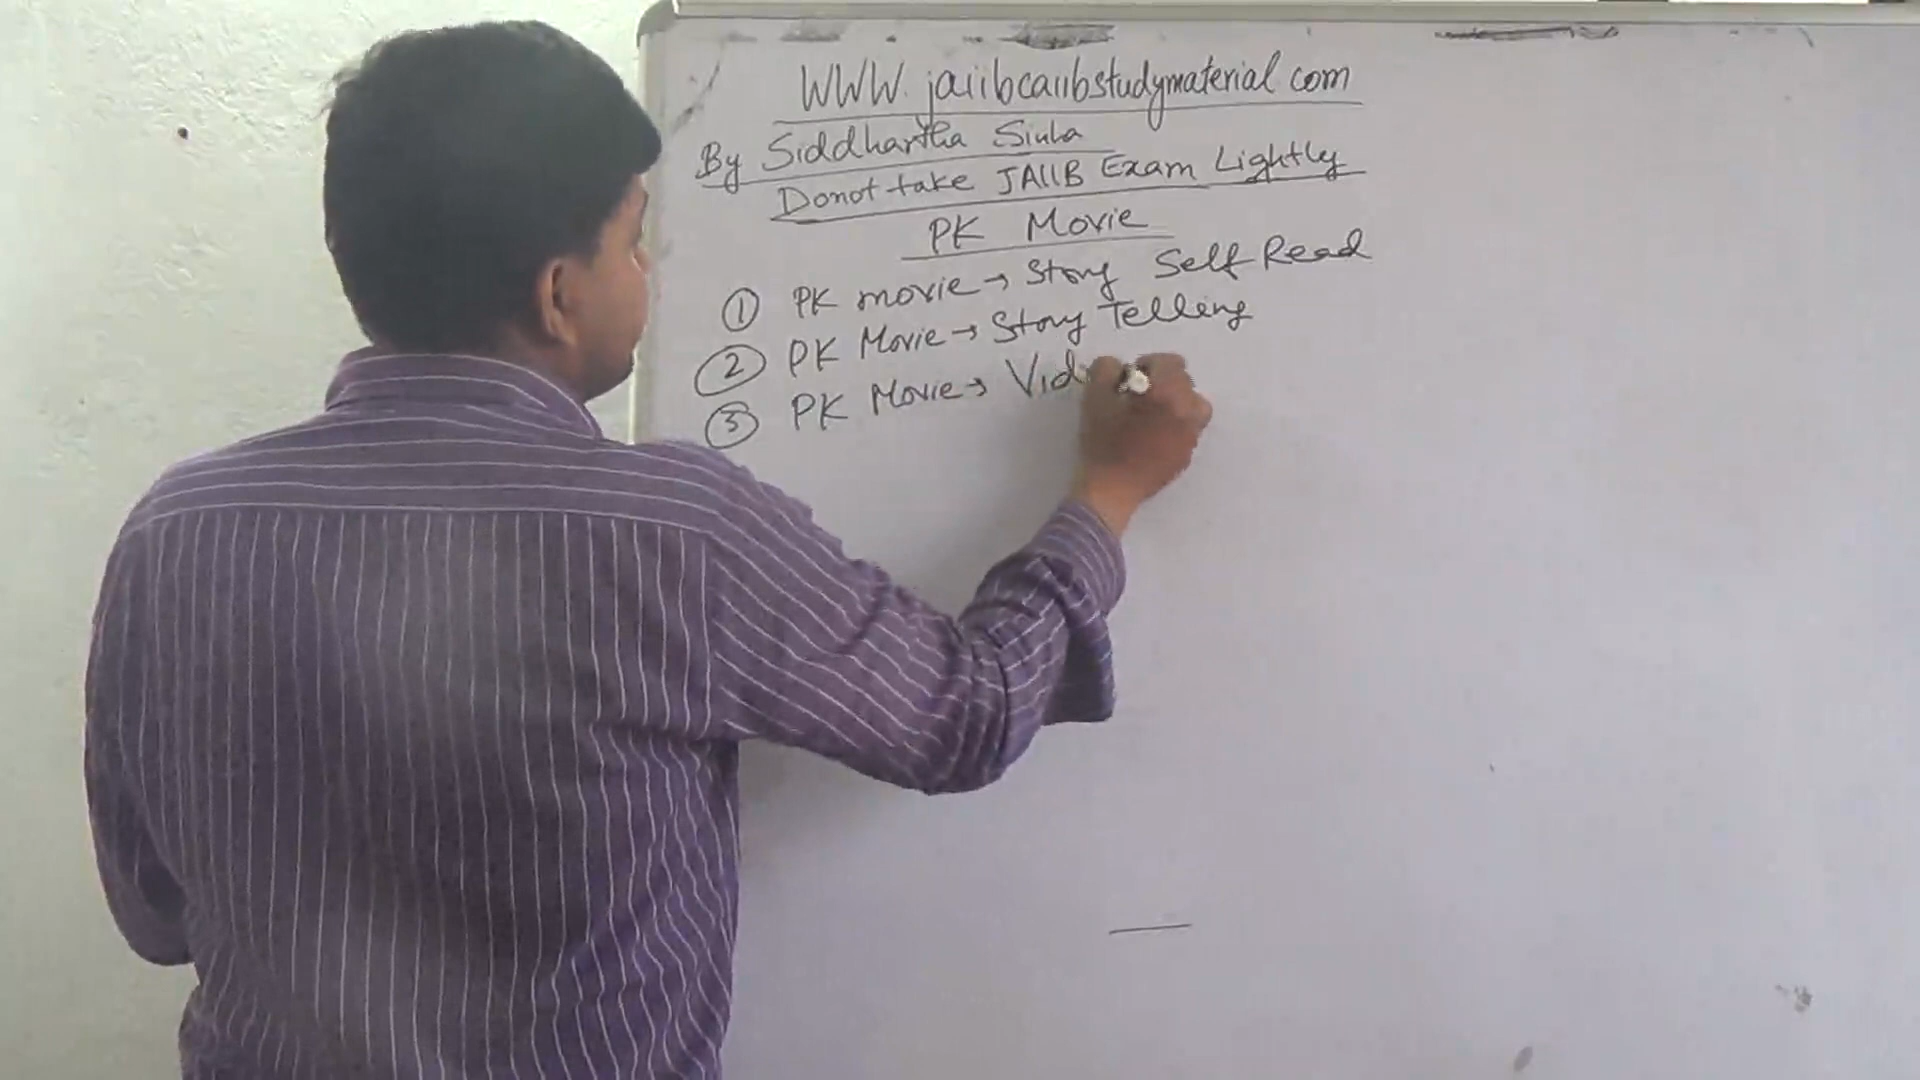 WWW.jaiibcaiibstudymaterial.com
By Siddhartha Sinha
Donot take JAIIB Exam Lightly
PK Movie
① PK movie → Story Self Read
② PK Movie → Story Telling
③ PK Movie →